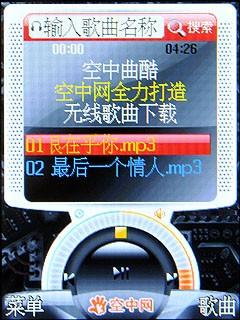 输入歌曲名称 搜索
00:00 04:26
空中曲酷
空中网全力打造
无线歌曲下载
01 良在乎你.mp3
02 最后一个情人.mp3
菜单 空中网 歌曲